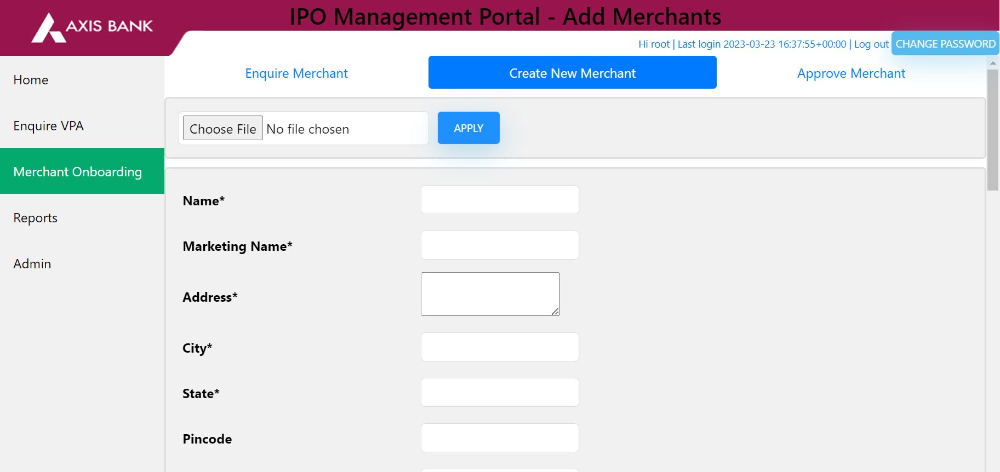 AXIS BANK
IPO Management Portal - Add Merchants
Hi root | Last login 2023-03-23 16:37:55+00:00 | Log out CHANGE PASSWORD
Home
Enquire VPA
Merchant Onboarding
Reports
Admin
Enquire Merchant Create New Merchant Approve Merchant
Choose File No file chosen APPLY
Name*
Marketing Name*
Address*
City*
State*
Pincode